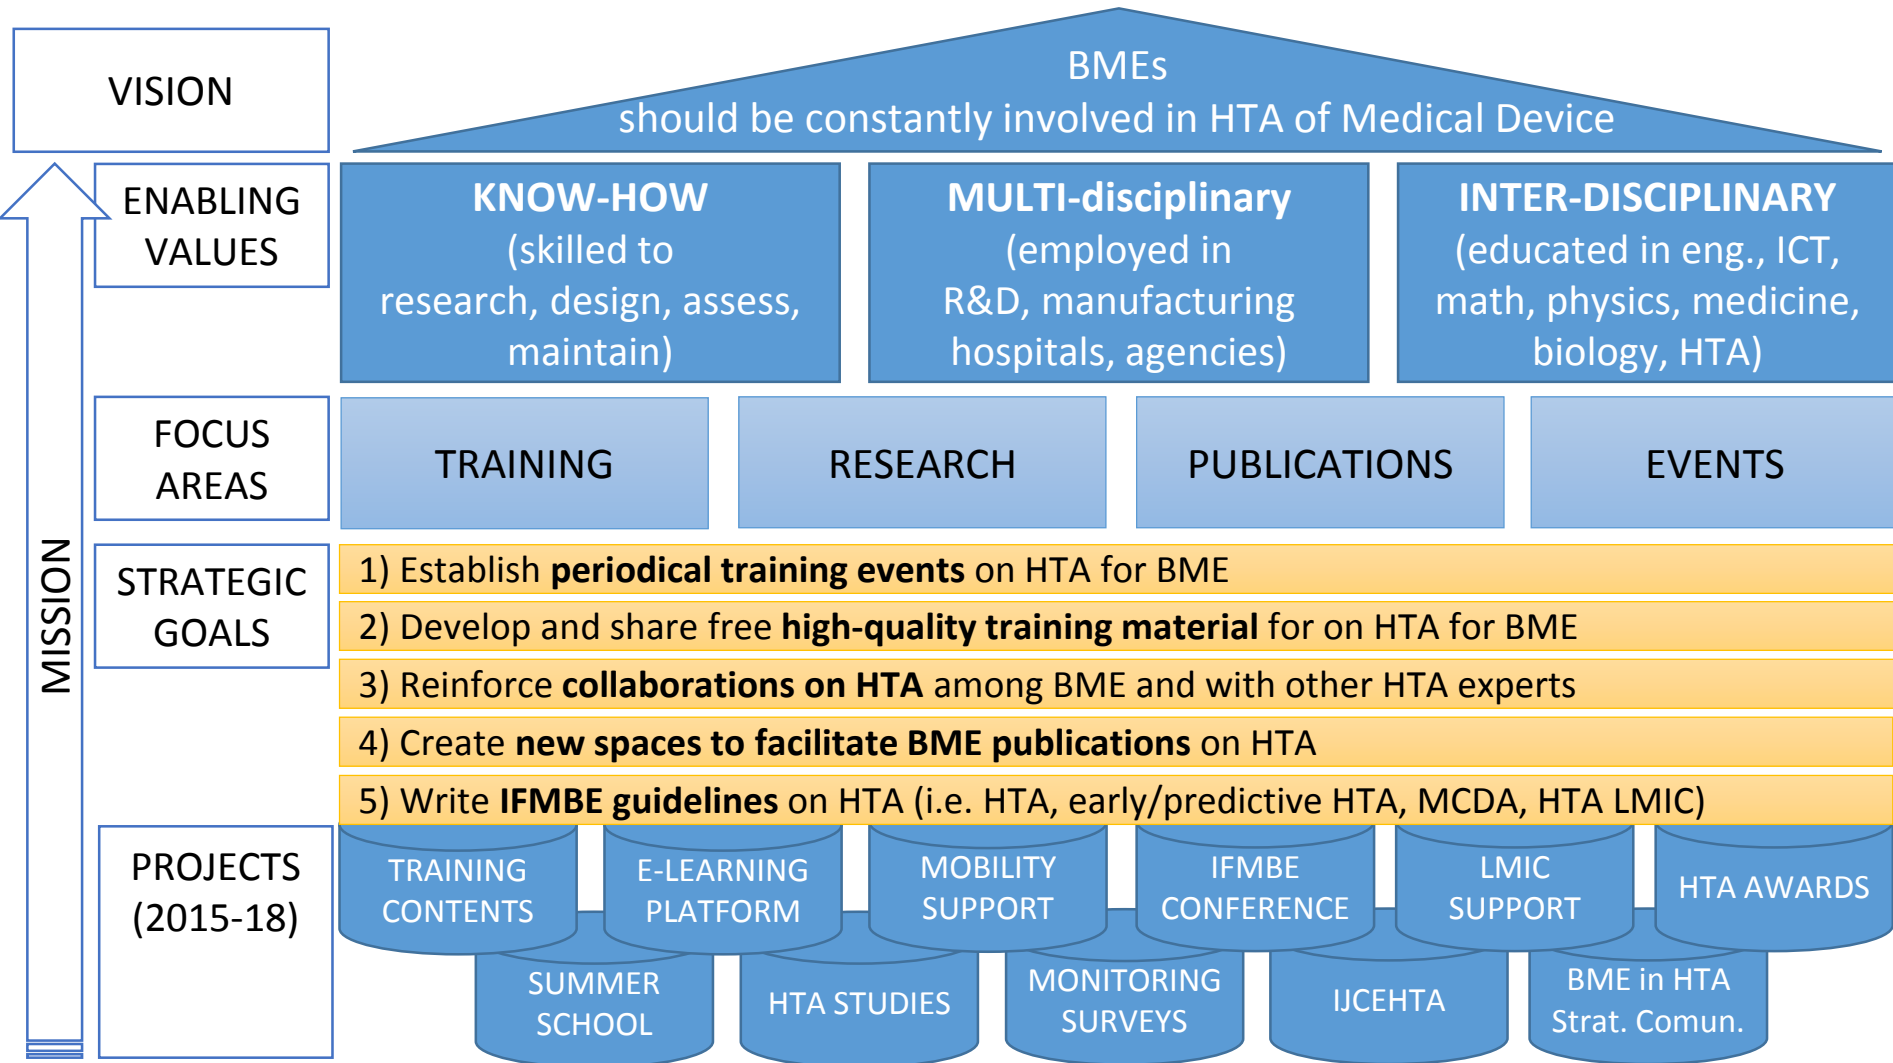 VISION
BMEs
should be constantly involved in HTA of Medical Device
MISSION
ENABLING
VALUES
KNOW-HOW
(skilled to
research, design, assess,
maintain)
MULTI-disciplinary
(employed in
R&D, manufacturing
hospitals, agencies)
INTER-DISCIPLINARY
(educated in eng., ICT,
math, physics, medicine,
biology, HTA)
FOCUS
AREAS
TRAINING
RESEARCH
PUBLICATIONS
EVENTS
STRATEGIC
GOALS
1) Establish periodical training events on HTA for BME
2) Develop and share free high-quality training material for on HTA for BME
3) Reinforce collaborations on HTA among BME and with other HTA experts
4) Create new spaces to facilitate BME publications on HTA
5) Write IFMBE guidelines on HTA (i.e. HTA, early/predictive HTA, MCDA, HTA LMIC)
PROJECTS
(2015-18)
TRAINING
CONTENTS
E-LEARNING
PLATFORM
MOBILITY
SUPPORT
IFMBE
CONFERENCE
LMIC
SUPPORT
HTA AWARDS
SUMMER
SCHOOL
HTA STUDIES
MONITORING
SURVEYS
IJCEHTA
BME in HTA
Strat. Comun.